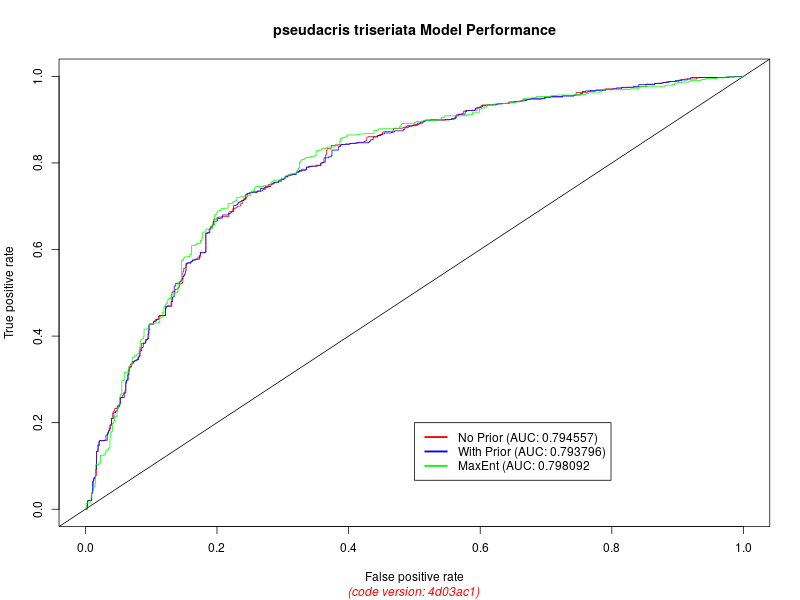 pseudacris triseriata Model Performance
True positive rate
1.0
0.8
0.6
0.4
0.2
0.0
No Prior (AUC: 0.794557)
With Prior (AUC: 0.793796)
MaxEnt (AUC: 0.798092
0.0 0.2 0.4 0.6 0.8 1.0
False positive rate
(code version: 4d03ac1)